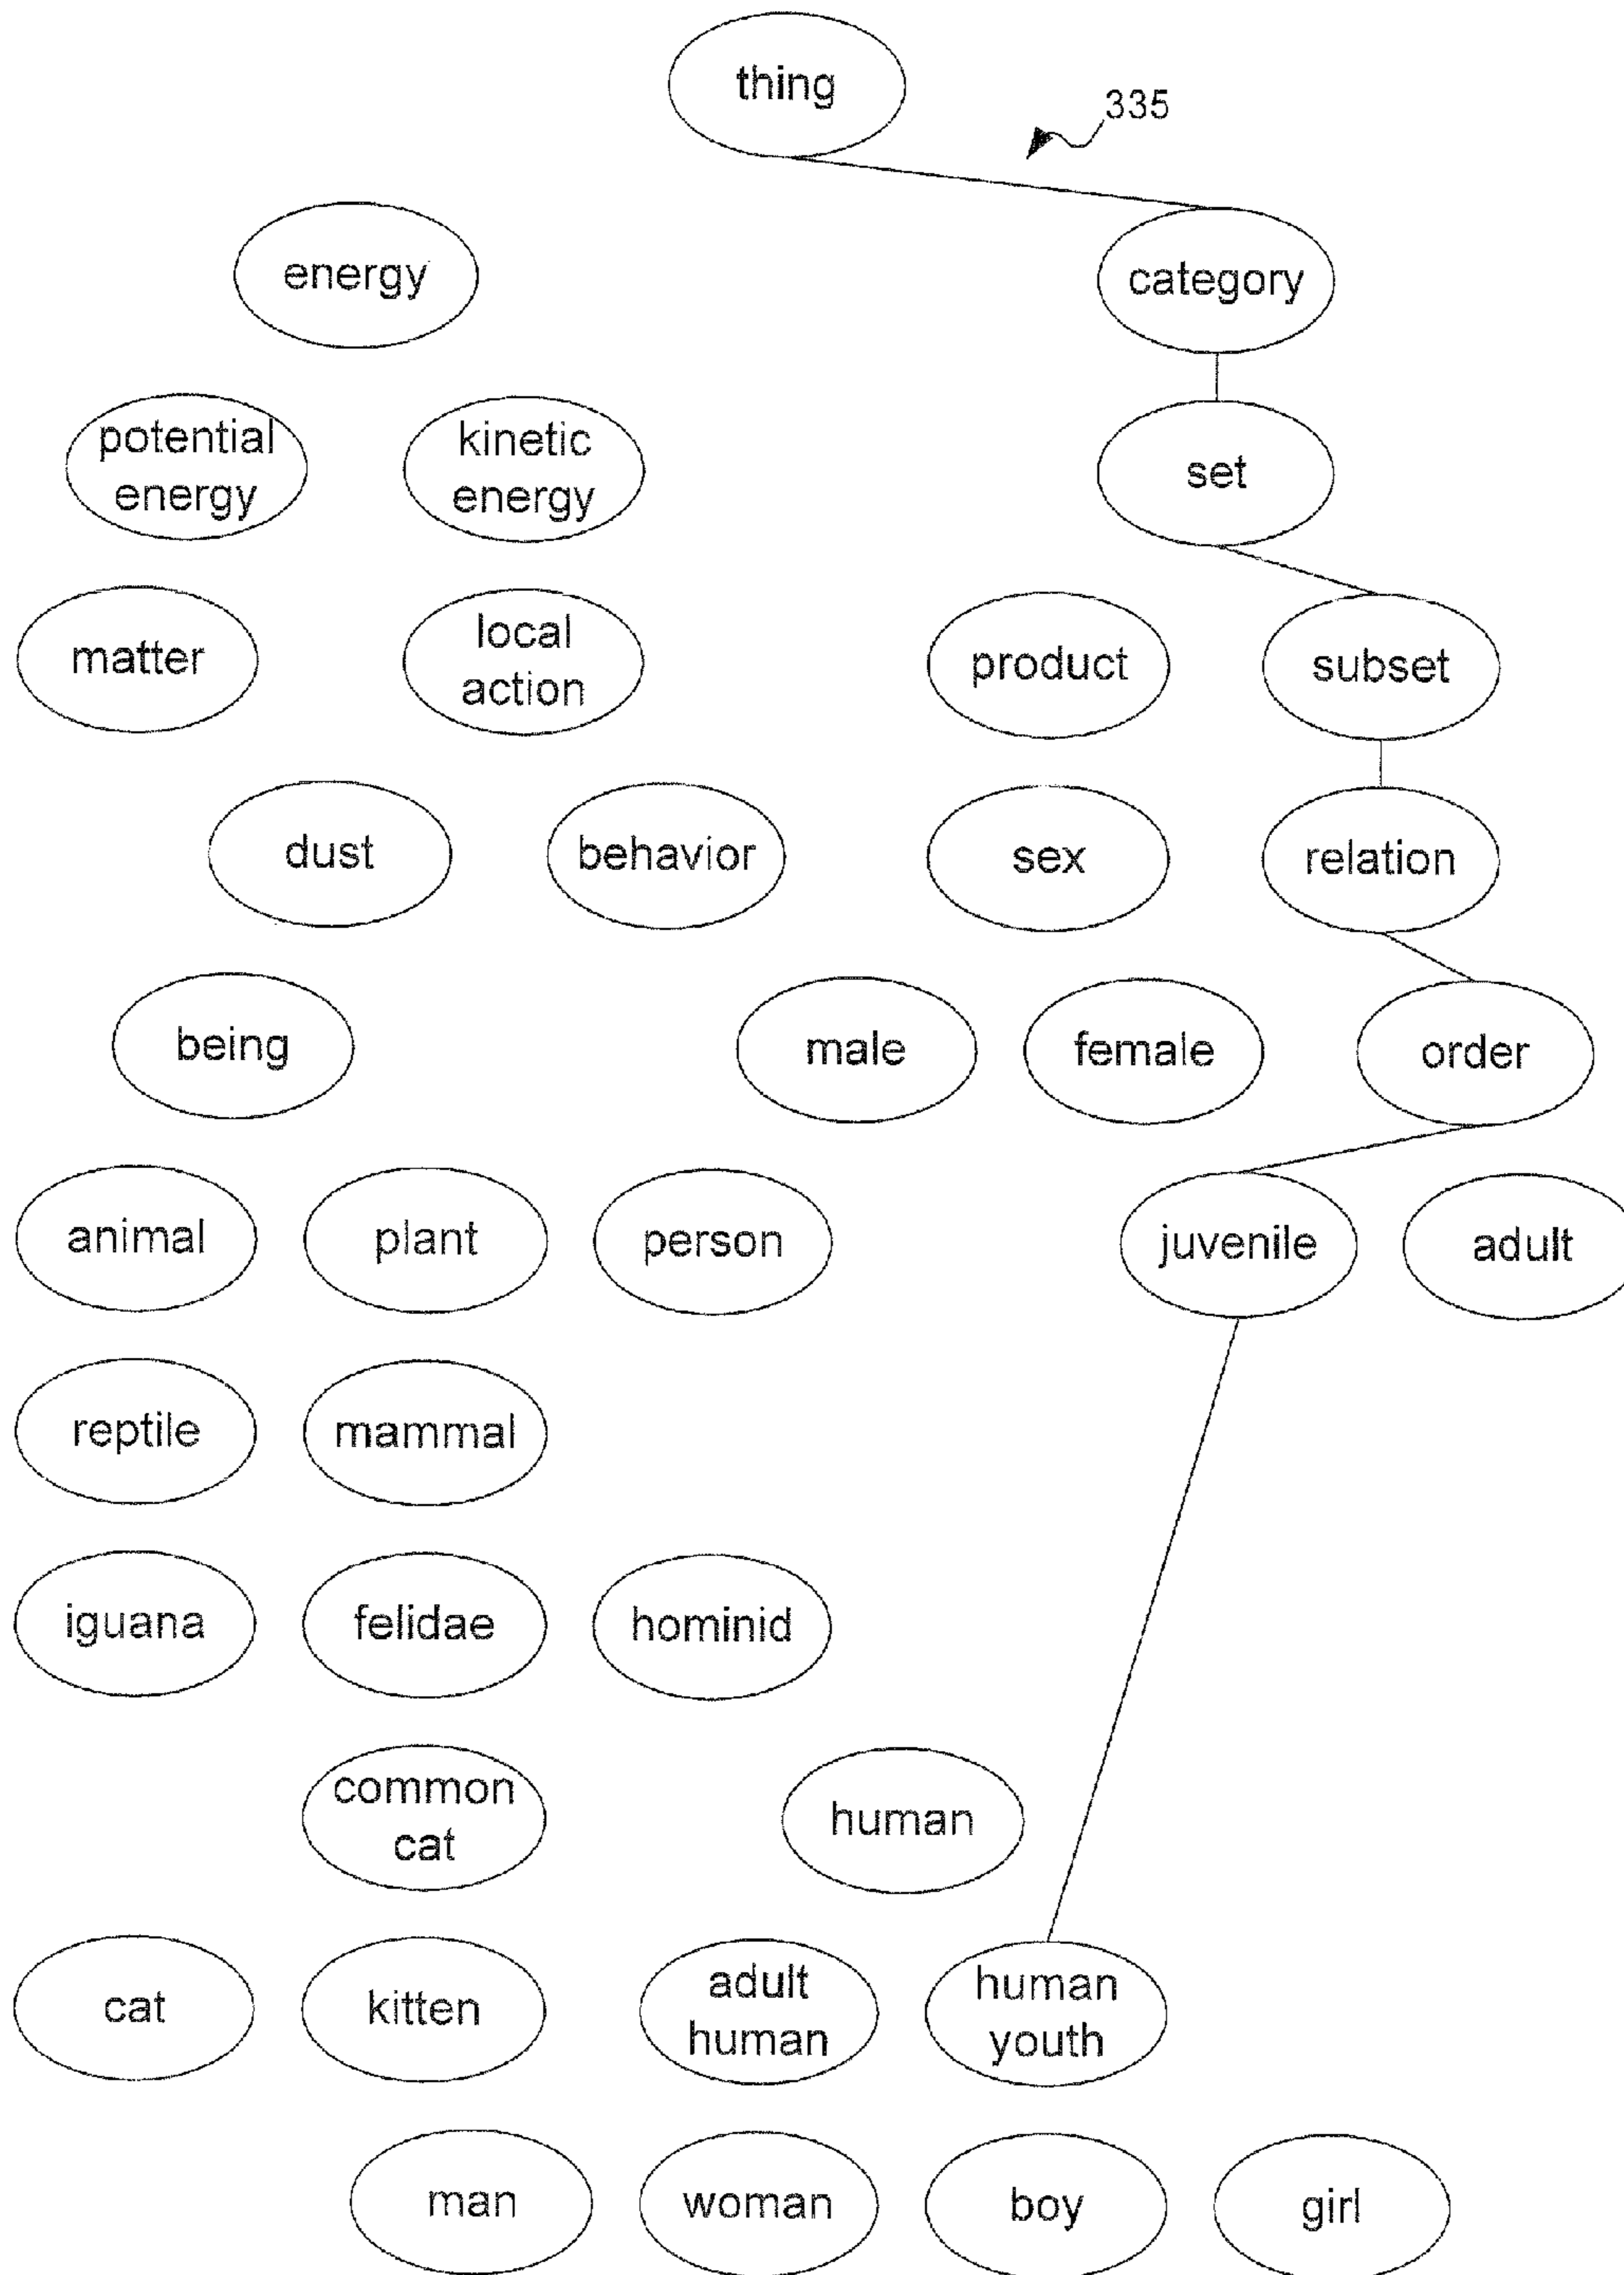 thing
335
energy
category
potential
energy
kinetic
energy
set
matter
local
action
product
subset
dust
behavior
sex
relation
being
male
female
order
animal
plant
person
juvenile
adult
reptile
mammal
iguana
felidae
hominid
common
cat
human
cat
kitten
adult
human
human
youth
man
woman
boy
girl